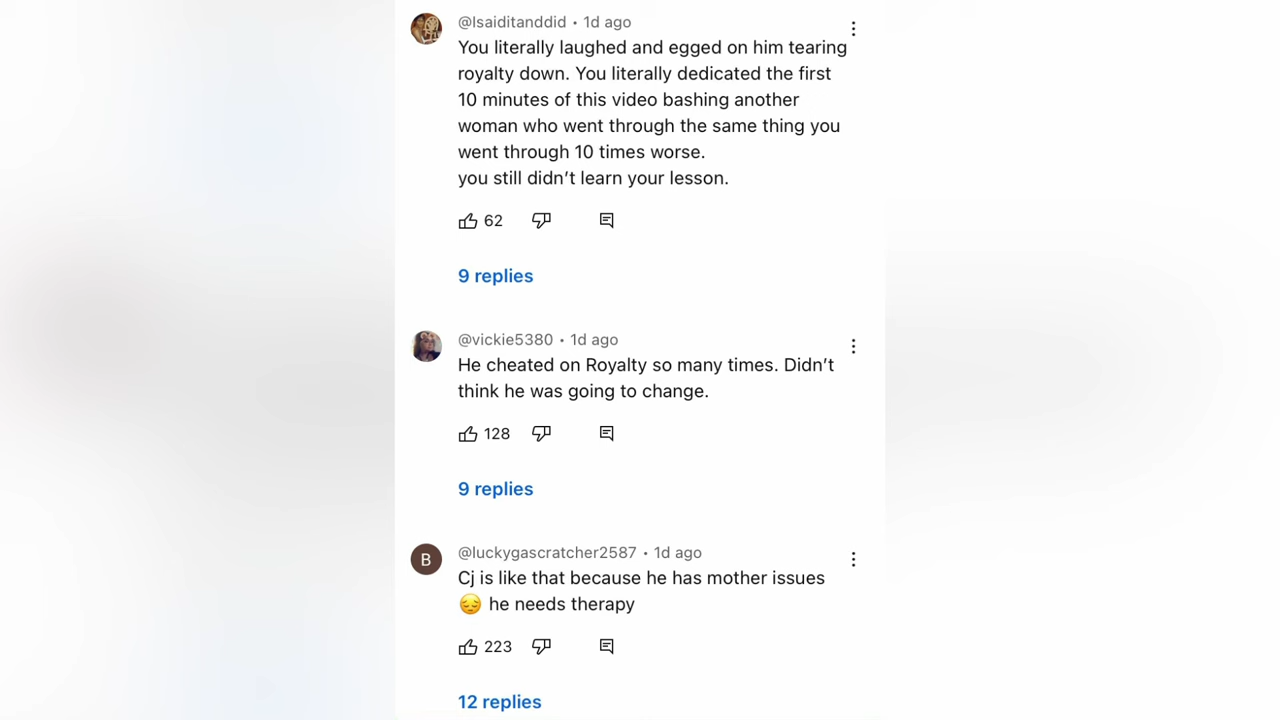 @Isaiditanddid • 1d ago
You literally laughed and egged on him tearing
royalty down. You literally dedicated the first
10 minutes of this video bashing another
woman who went through the same thing you
went through 10 times worse.
you still didn’t learn your lesson.
62
9 replies
@vickie5380 • 1d ago
He cheated on Royalty so many times. Didn’t
think he was going to change.
128
9 replies
B
@luckygascratcher2587 • 1d ago
Cj is like that because he has mother issues
😔 he needs therapy
223
12 replies